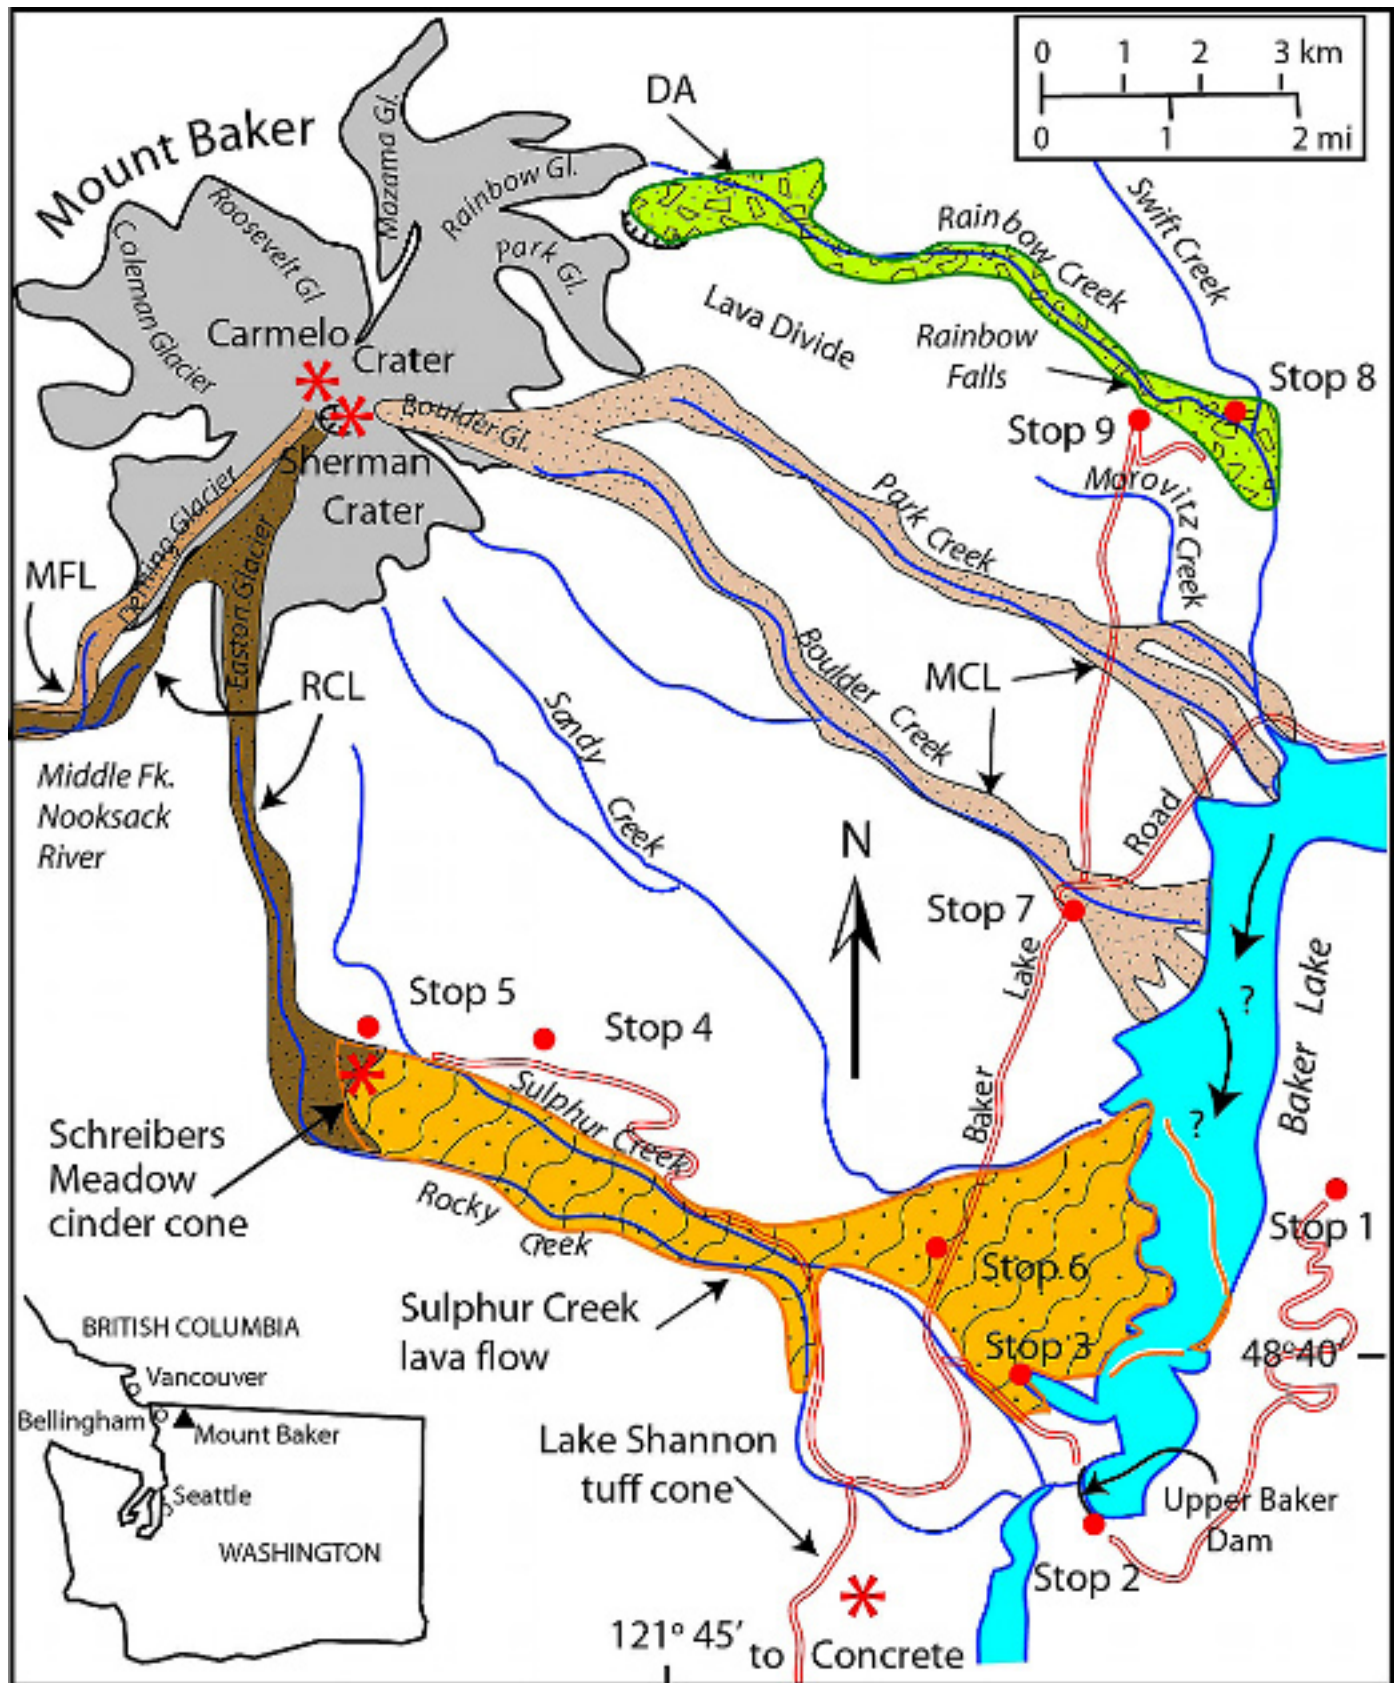 0 1 2 3 km
0 1 2 mi
DA
Mount Baker
Mazama Gl.
Rainbow Gl.
Park Gl.
Roosevelt Gl
Coleman Glacier
Swift Creek
Rainbow Creek
Lava Divide
Rainbow
Falls
Carmelo
Crater
Stop 8
Stop 9
Boulder Gl.
Sherman
Crater
Morovitz Creek
Park Creek
Deming Glacier
Easton Glacier
MFL
RCL
MCL
Boulder Creek
Sandy Creek
Middle Fk.
Nooksack
River
N
Stop 7
Baker Lake Road
Stop 5
Stop 4
?
?
Baker Lake
Sulphur Creek
Schreibers
Meadow
cinder cone
Rocky
Creek
Stop 1
Stop 6
Sulphur Creek
lava flow
Stop 3
48º40'
BRITISH COLUMBIA
Vancouver
Bellingham
Mount Baker
Seattle
WASHINGTON
Lake Shannon
tuff cone
Upper Baker
Dam
Stop 2
121º 45'
to Concrete